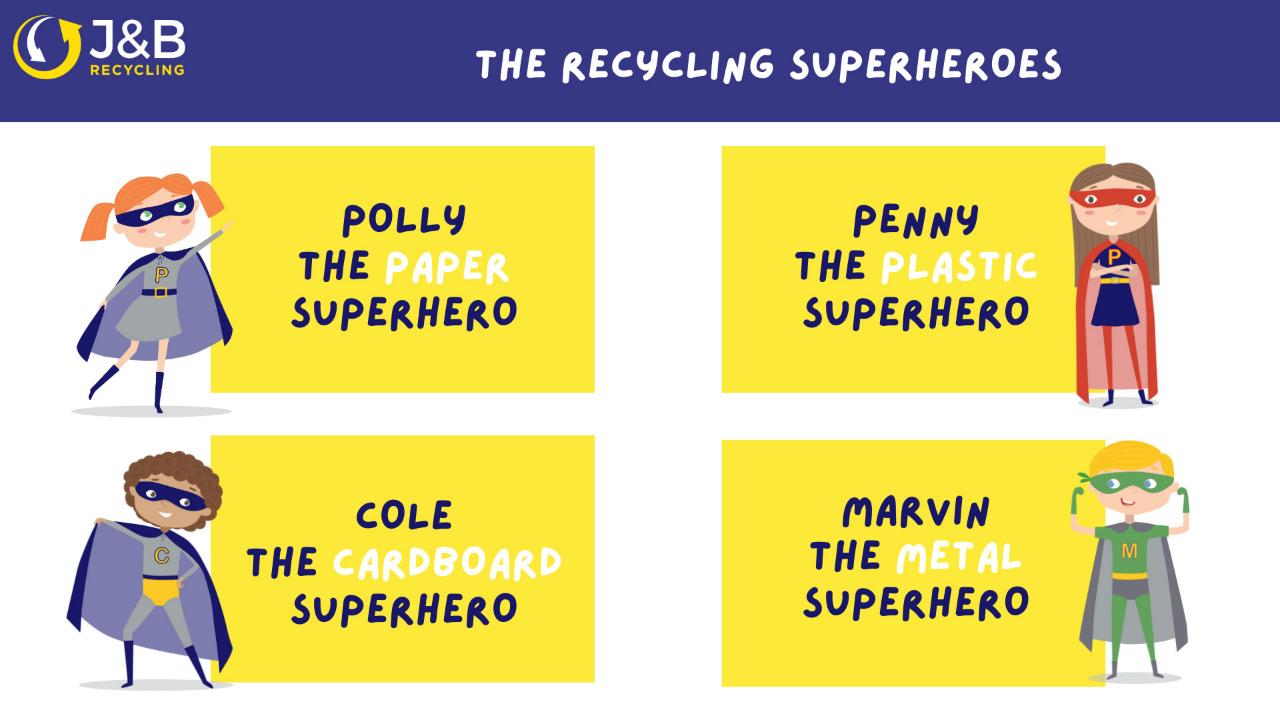 J&B
RECYCLING
THE RECYCLING SUPERHEROES
POLLY
THE PAPER
SUPERHERO
P
PENNY
THE PLASTIC
SUPERHERO
P
COLE
THE CARDBOARD
SUPERHERO
C
MARVIN
THE METAL
SUPERHERO
M